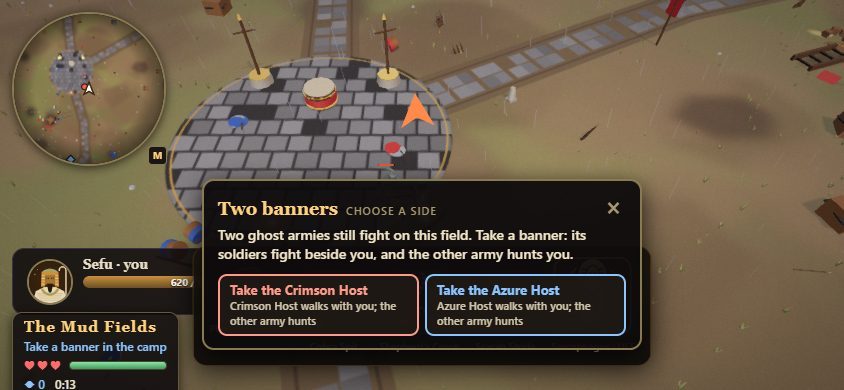 M
Two banners CHOOSE A SIDE
Two ghost armies still fight on this field. Take a banner: its
soldiers fight beside you, and the other army hunts you.
Take the Crimson Host
Crimson Host walks with you; the
other army hunts
Take the Azure Host
Azure Host walks with you; the
other army hunts
Sefu · you
620
The Mud Fields
Take a banner in the camp
0 0:13